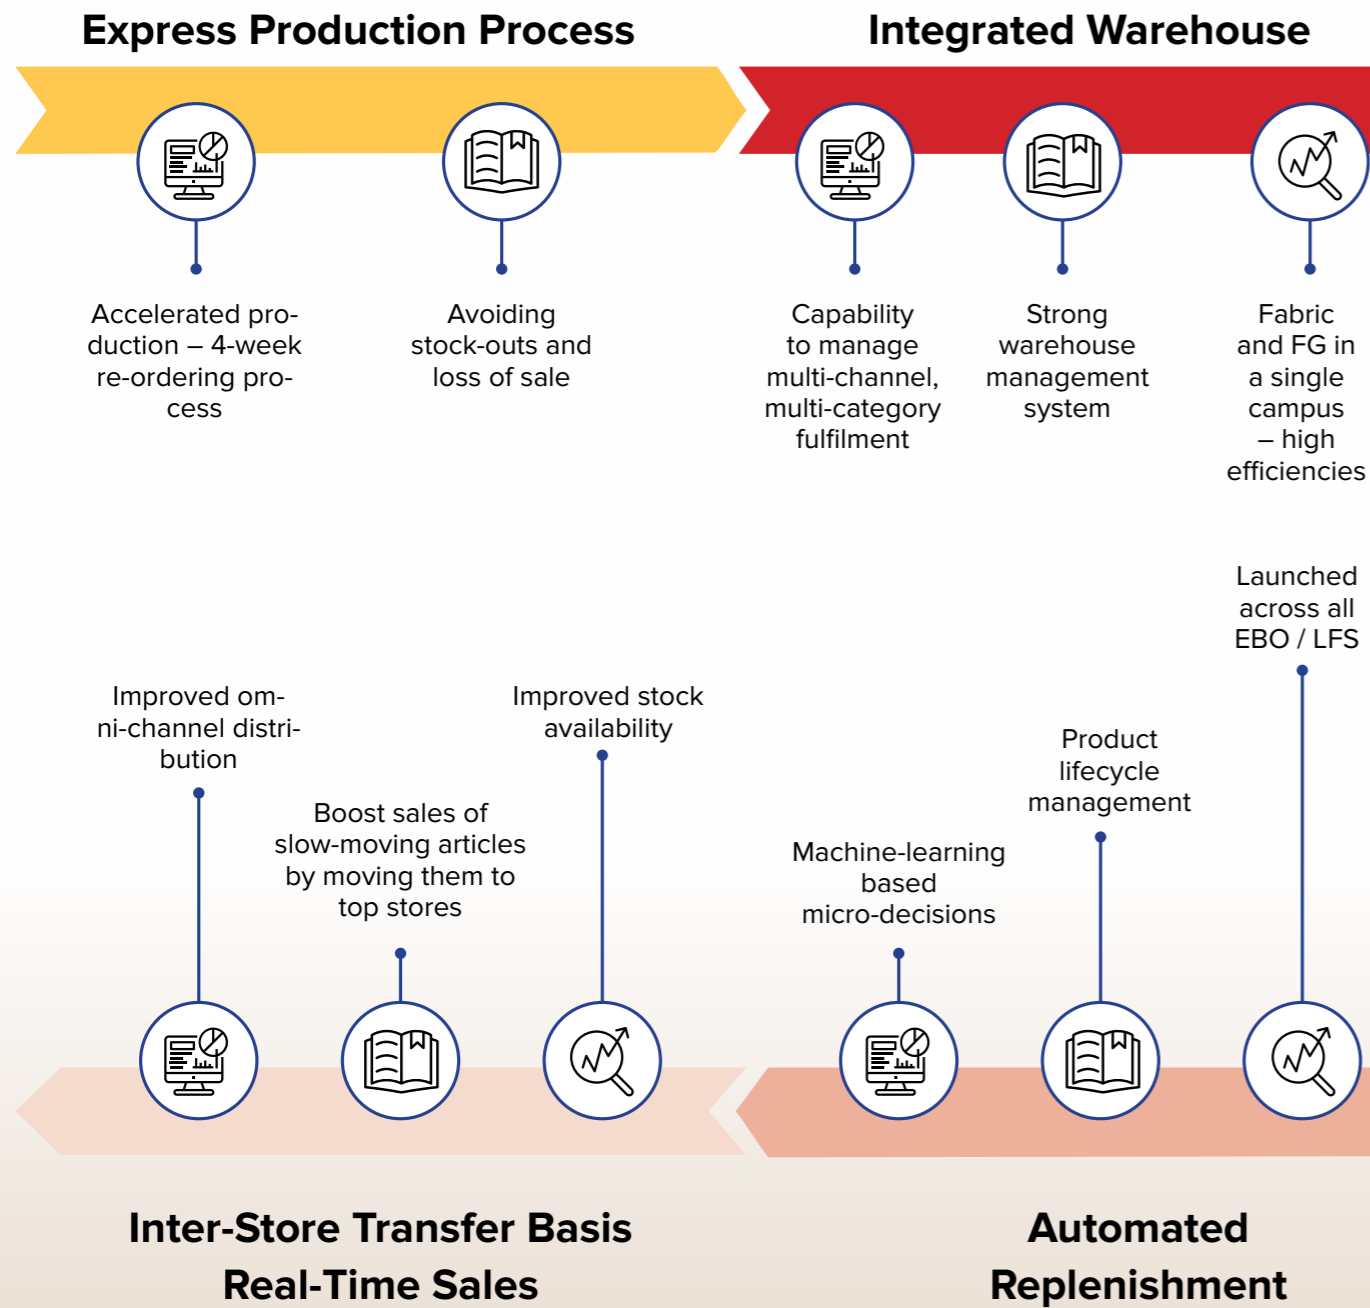 Express Production Process
Integrated Warehouse
Accelerated pro-
duction – 4-week
re-ordering pro-
cess
Avoiding
stock-outs and
loss of sale
Capability
to manage
multi-channel,
multi-category
fulfilment
Strong
warehouse
management
system
Fabric
and FG in
a single
campus
– high
efficiencies
Improved om-
ni-channel distri-
bution
Boost sales of
slow-moving articles
by moving them to
top stores
Improved stock
availability
Machine-learning
based
micro-decisions
Product
lifecycle
management
Launched
across all
EBO / LFS
Inter-Store Transfer Basis
Real-Time Sales
Automated
Replenishment